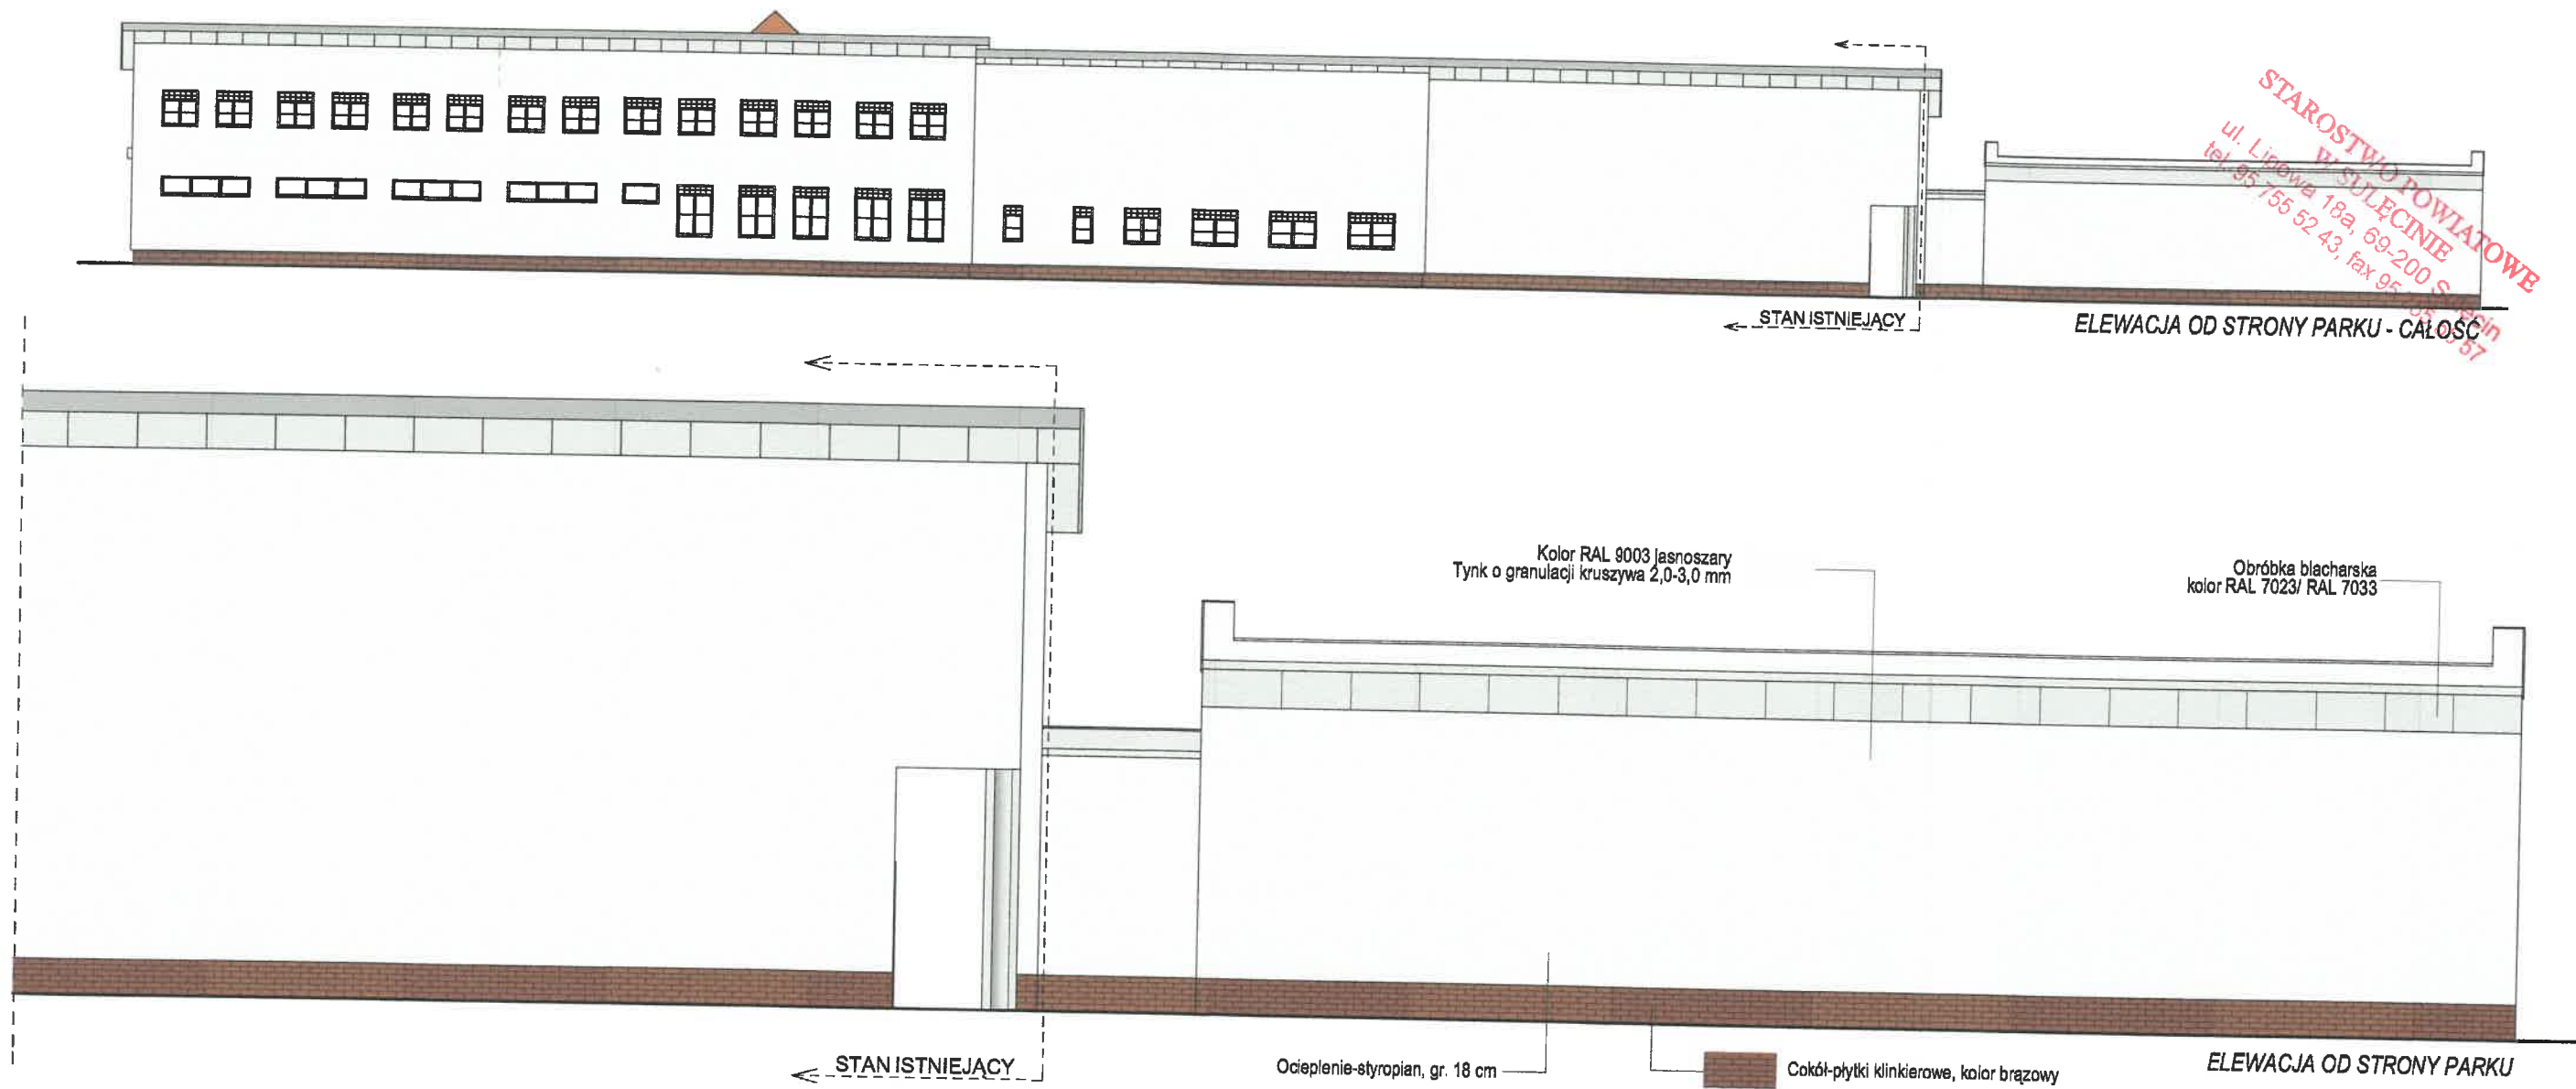 STAROSTWO POWIATOWE
W SULĘCINIE
ul. Lipowa 18a, 69-200 Sulęcin
tel. 95 755 52 43, fax 95
57
STAN ISTNIEJĄCY
ELEWACJA OD STRONY PARKU - CAŁOŚĆ
Kolor RAL 9003 jasnoszary
Tynk o granulacji kruszywa 2,0-3,0 mm
Obróbka blacharska
kolor RAL 7023/ RAL 7033
STAN ISTNIEJĄCY
Ocieplenie-styropian, gr. 18 cm
Cokół-płytki klinkierowe, kolor brązowy
ELEWACJA OD STRONY PARKU